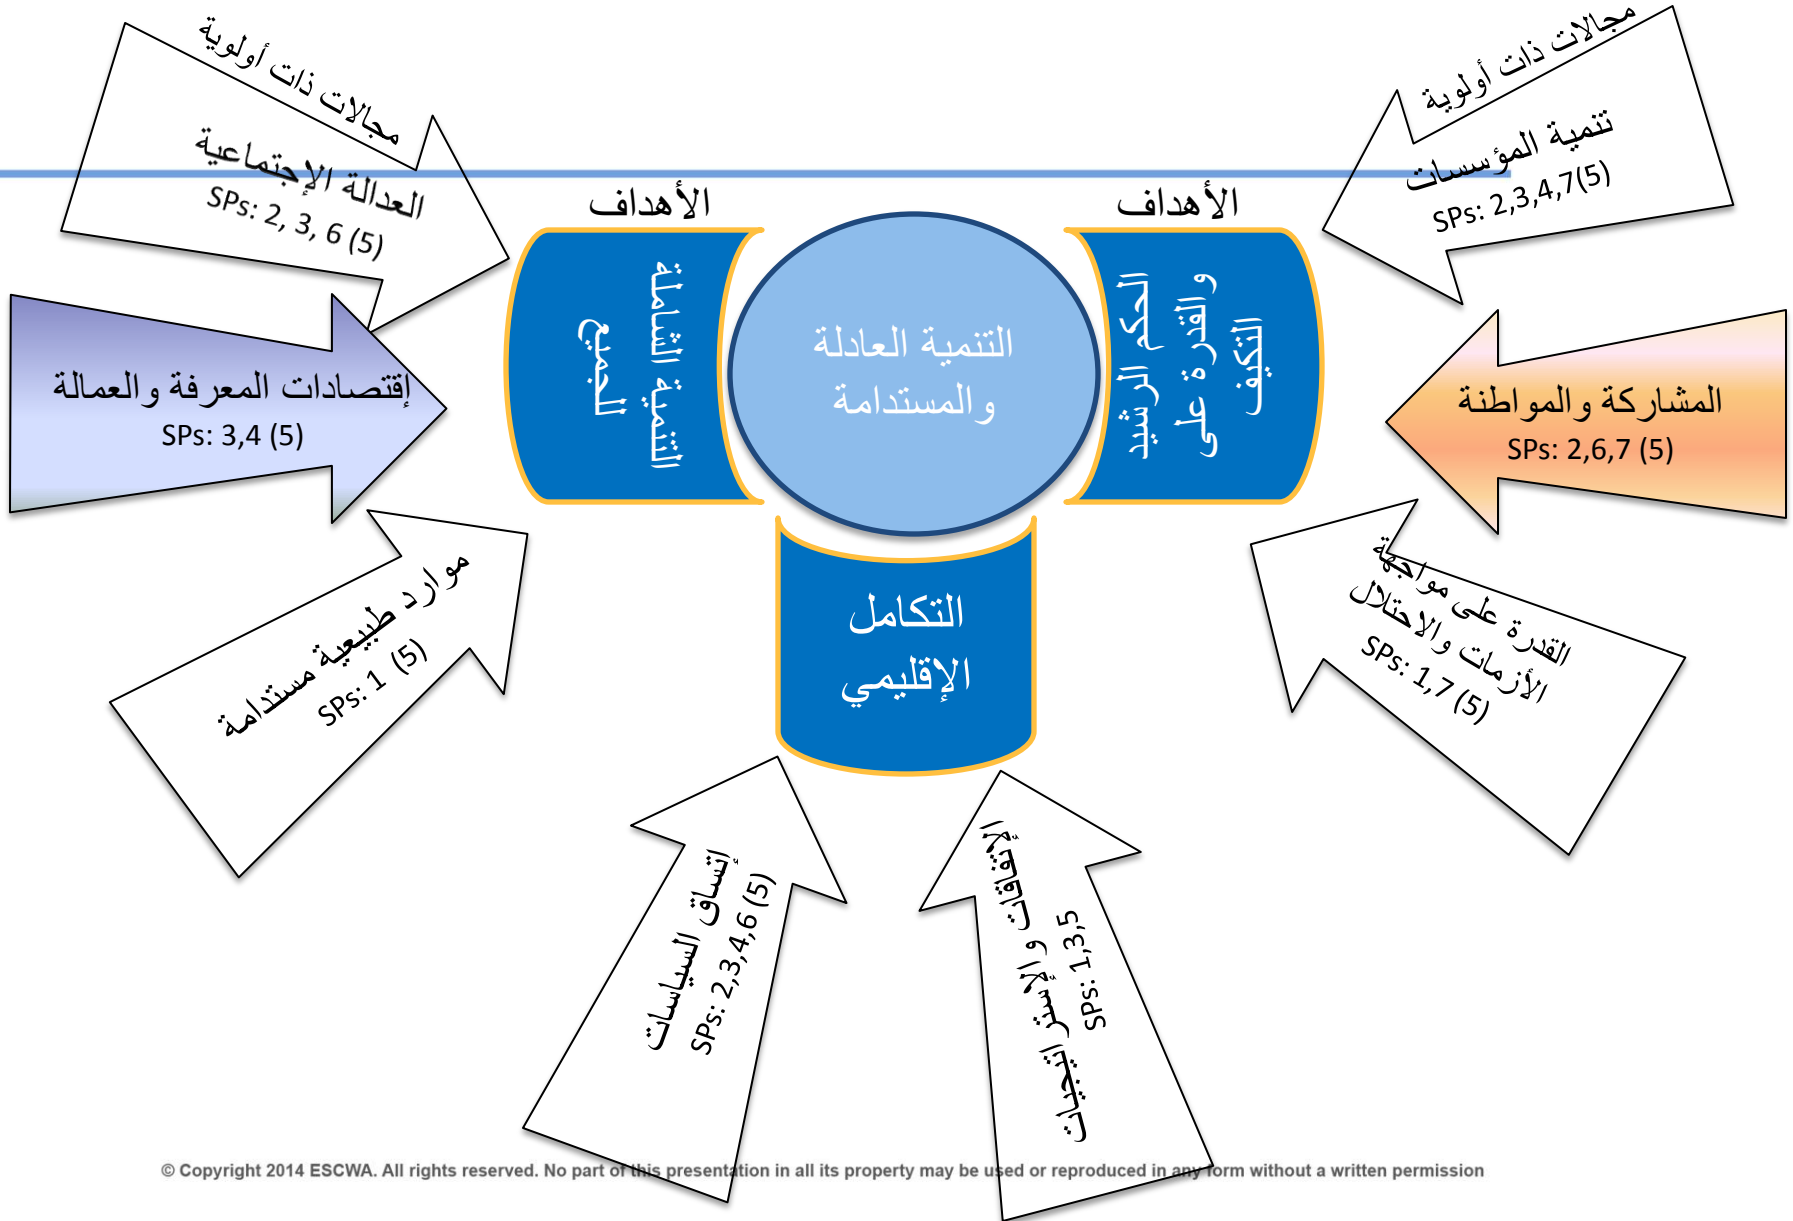 مجالات ذات أولوية
تنمية المؤسسات
SPs: 2,3,4,7(5)
مجالات ذات أولوية
العدالة الإجتماعية
SPs: 2, 3, 6 (5)
الأهداف
الأهداف
الحكم الرشيد
والقدرة على
التكيف
التنمية العادلة
والمستدامة
التنمية الشاملة
للجميع
المشاركة والمواطنة
SPs: 2,6,7 (5)
إقتصادات المعرفة والعمالة
SPs: 3,4 (5)
القدرة على مواجهة
الأزمات والاحتلال
SPs: 1,7 (5)
موارد طبيعية مستدامة
SPs: 1 (5)
التكامل
الإقليمي
الإتفاقات والإستراتيجيات
SPs: 1,3,5
إتساق السياسات
SPs: 2,3,4,6 (5)
© Copyright 2014 ESCWA. All rights reserved. No part of this presentation in all its property may be used or reproduced in any form without a written permission